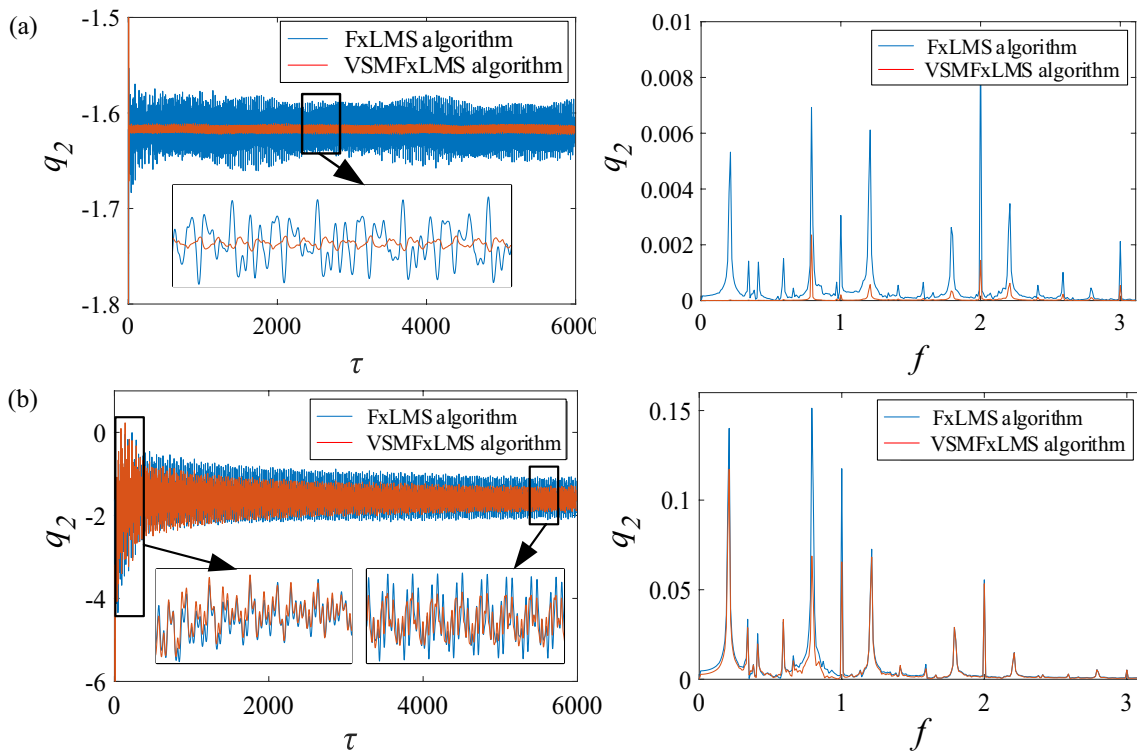 (a)
-1.5
-1.6
-1.7
-1.8
q2
FxLMS algorithm
VSMFxLMS algorithm
0
2000
4000
6000
τ
0.01
0.008
0.006
0.004
0.002
0
q2
FxLMS algorithm
VSMFxLMS algorithm
0
1
2
3
f
(b)
0
-2
-4
-6
q2
FxLMS algorithm
VSMFxLMS algorithm
0
2000
4000
6000
τ
0.15
0.1
0.05
0
q2
FxLMS algorithm
VSMFxLMS algorithm
0
1
2
3
f